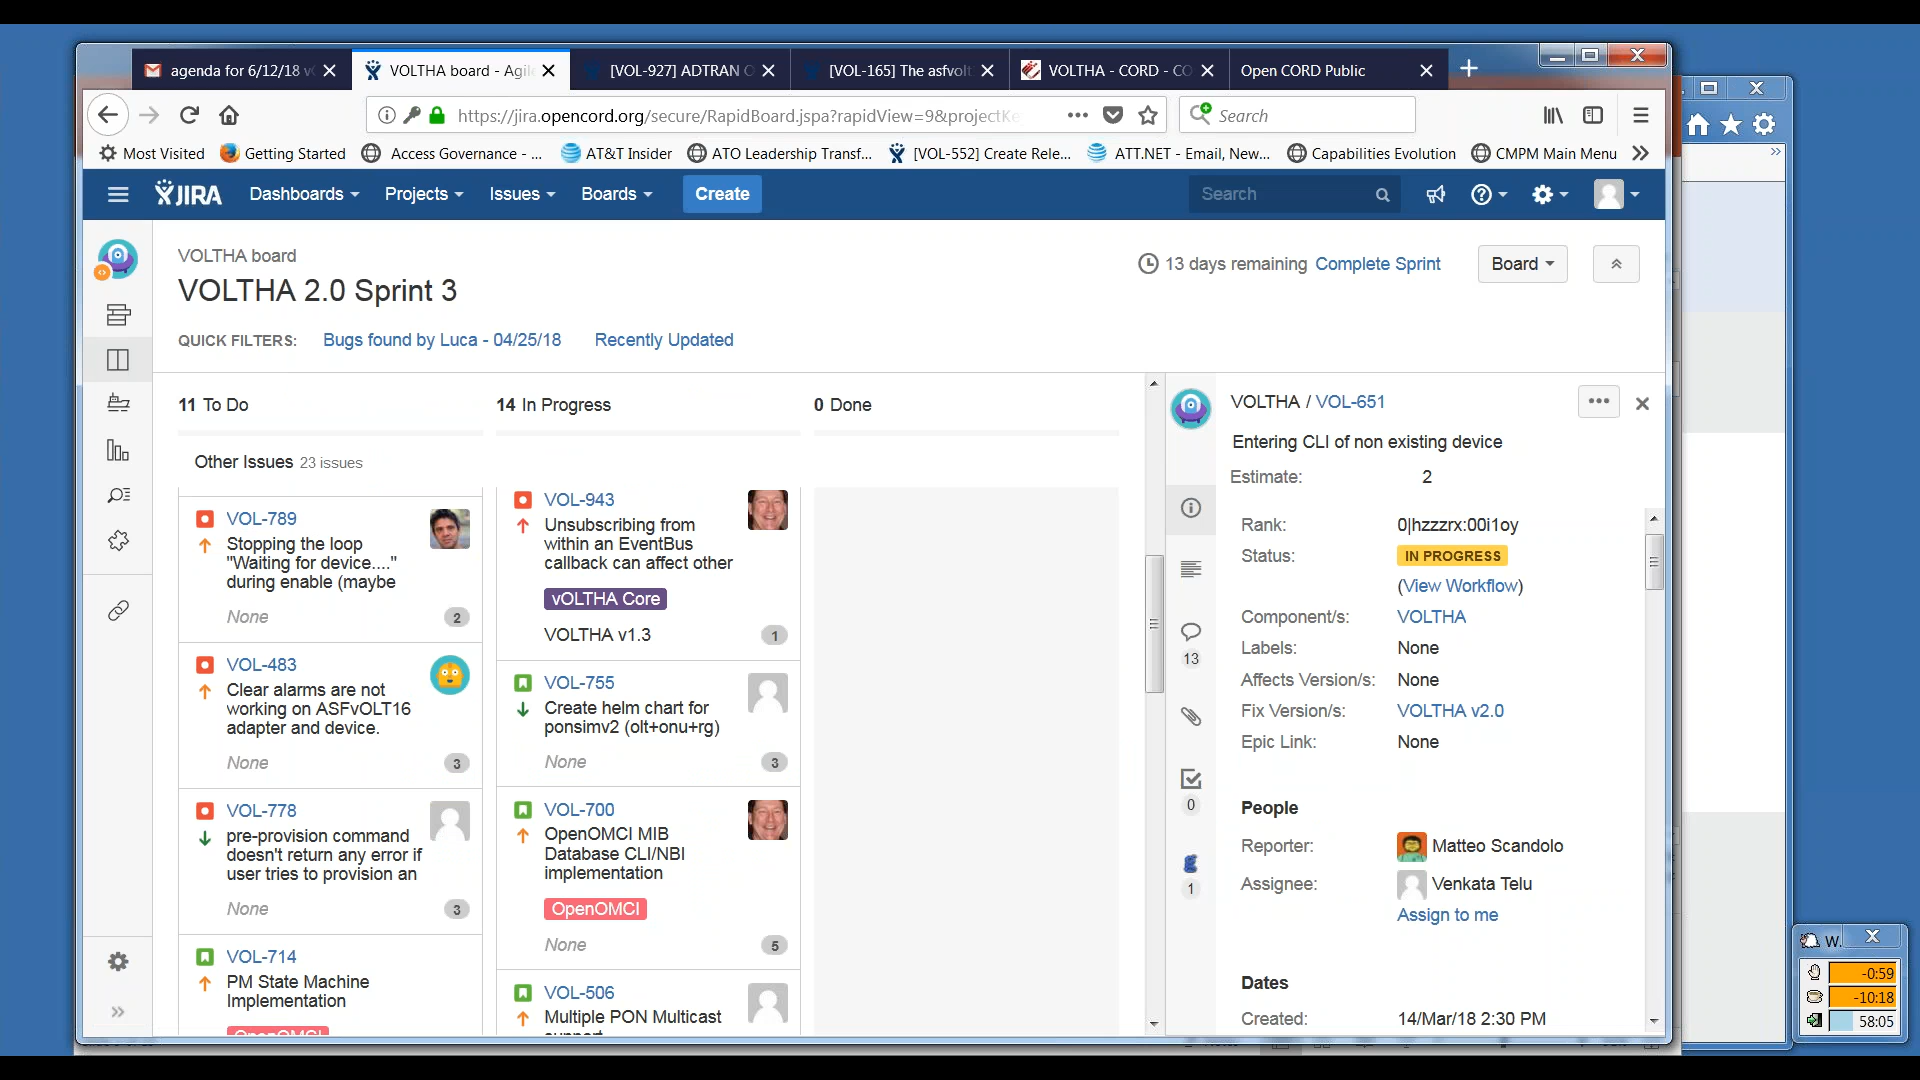 agenda for 6/12/18 v
VOLTHA board - Agil
[VOL-927] ADTRAN O
[VOL-165] The asfvolt
VOLTHA - CORD - CO
Open CORD Public
https://jira.opencord.org/secure/RapidBoard.jspa?rapidView=9&projectKe
Search
Most Visited
Getting Started
Access Governance - ...
AT&T Insider
ATO Leadership Transf...
[VOL-552] Create Rele...
ATT.NET - Email, New...
Capabilities Evolution
CMPM Main Menu
JIRA
Dashboards
Projects
Issues
Boards
Create
Search
VOLTHA board
VOLTHA 2.0 Sprint 3
13 days remaining
Complete Sprint
Board
QUICK FILTERS:
Bugs found by Luca - 04/25/18
Recently Updated
11 To Do
14 In Progress
0 Done
Other Issues 23 issues
VOL-789
Stopping the loop
"Waiting for device...."
during enable (maybe
None
2
VOL-483
Clear alarms are not
working on ASFvOLT16
adapter and device.
None
3
VOL-778
pre-provision command
doesn't return any error if
user tries to provision an
None
3
VOL-714
PM State Machine
Implementation
OpenOMCI
VOL-943
Unsubscribing from
within an EventBus
callback can affect other
vOLTHA Core
VOLTHA v1.3
1
VOL-755
Create helm chart for
ponsimv2 (olt+onu+rg)
None
3
VOL-700
OpenOMCI MIB
Database CLI/NBI
implementation
OpenOMCI
None
5
VOL-506
Multiple PON Multicast
13
0
1
VOLTHA / VOL-651
Entering CLI of non existing device
Estimate: 2
Rank: 0|hzzzrx:00i1oy
Status: IN PROGRESS
(View Workflow)
Component/s: VOLTHA
Labels: None
Affects Version/s: None
Fix Version/s: VOLTHA v2.0
Epic Link: None
People
Reporter: Matteo Scandolo
Assignee: Venkata Telu
Assign to me
Dates
Created: 14/Mar/18 2:30 PM
W.
-0:59
-10:18
58:05